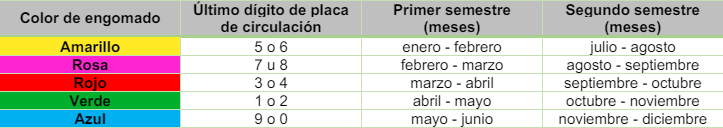 Color de engomado Último dígito de placa de circulación Primer semestre (meses) Segundo semestre (meses)
Amarillo 5 o 6 enero - febrero julio - agosto
Rosa 7 u 8 febrero - marzo agosto - septiembre
Rojo 3 o 4 marzo - abril septiembre - octubre
Verde 1 o 2 abril - mayo octubre - noviembre
Azul 9 o 0 mayo - junio noviembre - diciembre